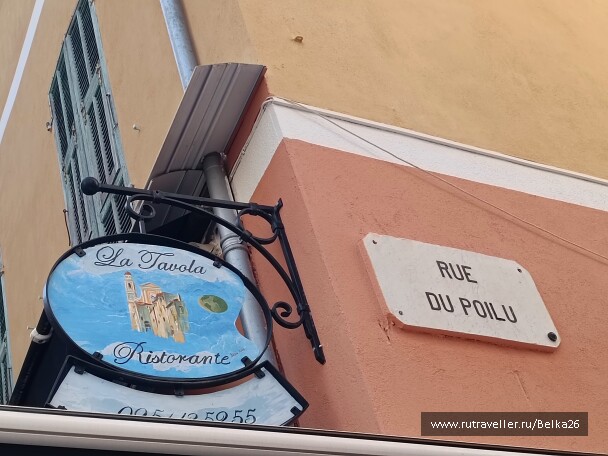 La Tavola
Ristorante
RUE
DU POILU
www.rutraveller.ru/Belka26